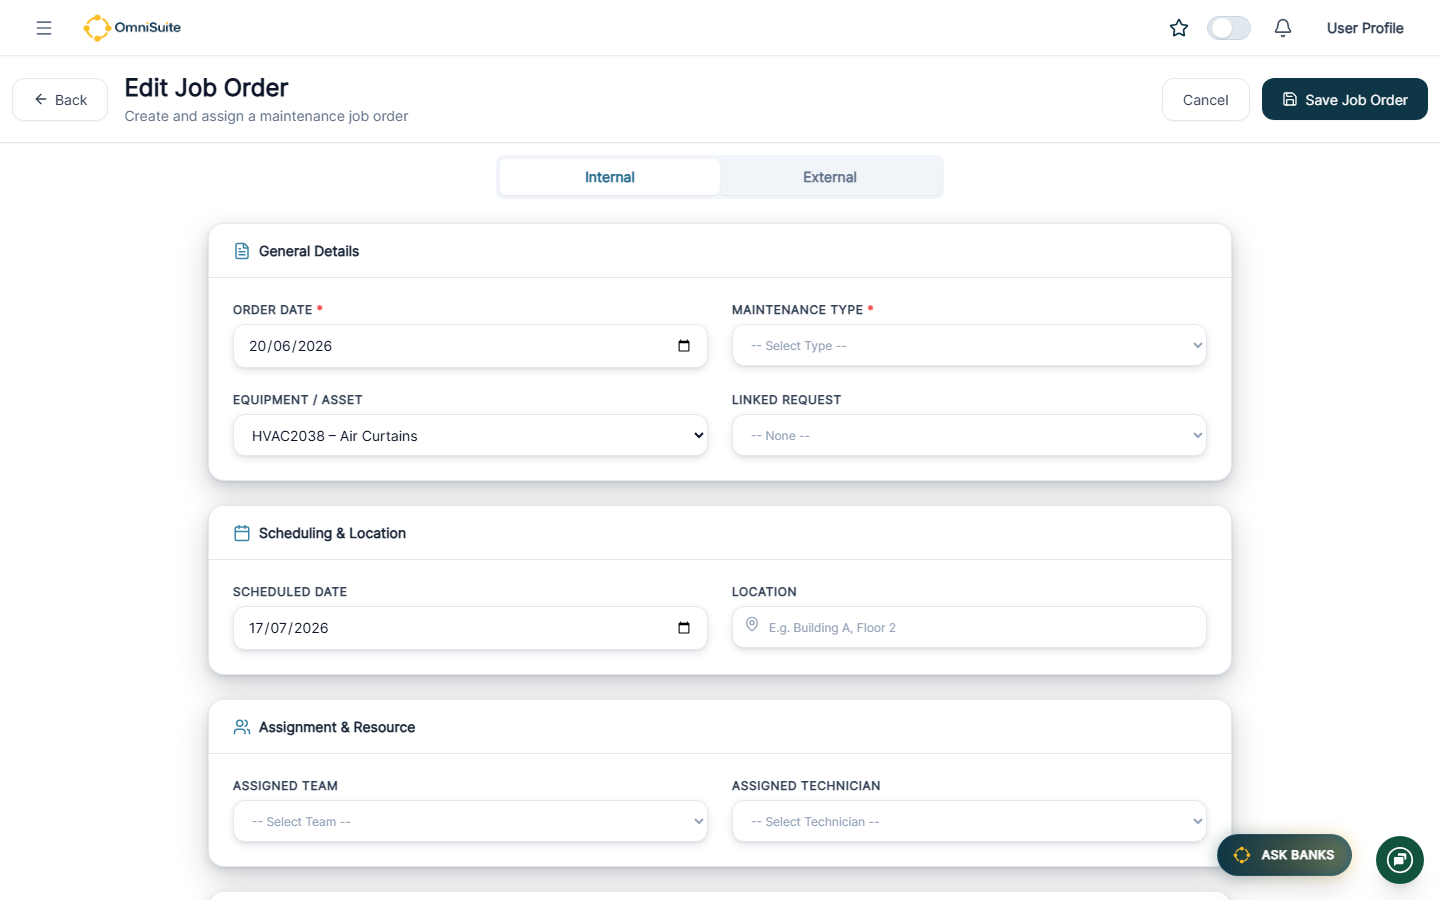 OmniSuite
User Profile
Back
Edit Job Order
Create and assign a maintenance job order
Cancel
Save Job Order
Internal
External
General Details
ORDER DATE *
MAINTENANCE TYPE *
20/06/2026
-- Select Type --
EQUIPMENT / ASSET
LINKED REQUEST
HVAC2038 – Air Curtains
-- None --
Scheduling & Location
SCHEDULED DATE
LOCATION
17/07/2026
E.g. Building A, Floor 2
Assignment & Resource
ASSIGNED TEAM
ASSIGNED TECHNICIAN
-- Select Team --
-- Select Technician --
ASK BANKS